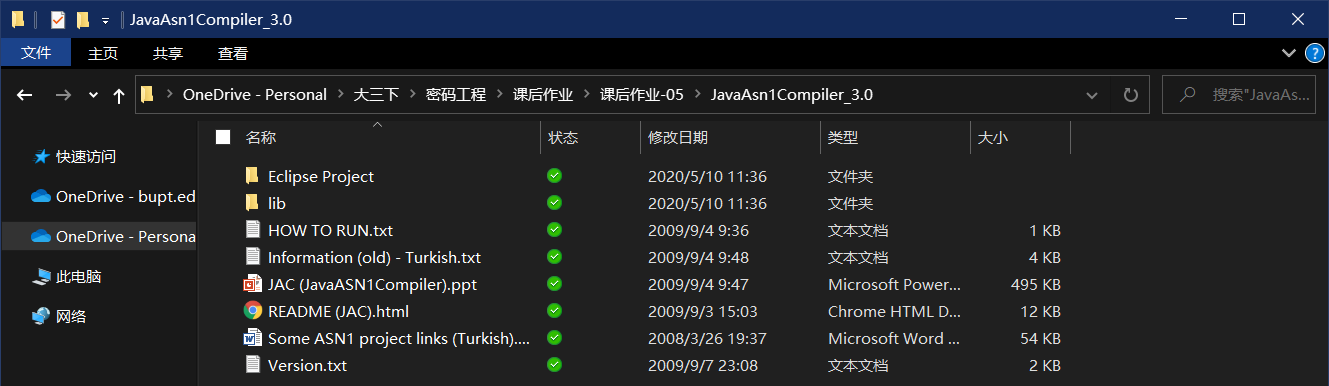 JavaAsn1Compiler_3.0
文件 主页 共享 查看
OneDrive - Personal 大三下 密码工程 课后作业 课后作业-05 JavaAsn1Compiler_3.0 搜索"JavaAs...
名称 状态 修改日期 类型 大小
快速访问
OneDrive - bupt.ed
OneDrive - Persona
此电脑
网络
Eclipse Project 2020/5/10 11:36 文件夹
lib 2020/5/10 11:36 文件夹
HOW TO RUN.txt 2009/9/4 9:36 文本文档 1 KB
Information (old) - Turkish.txt 2009/9/4 9:48 文本文档 4 KB
JAC (JavaASN1Compiler).ppt 2009/9/4 9:47 Microsoft Power... 495 KB
README (JAC).html 2009/9/3 15:03 Chrome HTML D... 12 KB
Some ASN1 project links (Turkish).... 2008/3/26 19:37 Microsoft Word ... 54 KB
Version.txt 2009/9/7 23:08 文本文档 2 KB